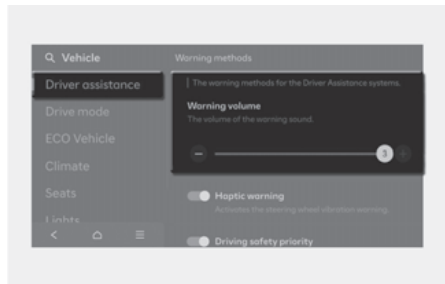 Vehicle
Driver assistance
Drive mode
ECO Vehicle
Climate
Seats
Lights
Warning methods
The warning methods for the Driver Assistance systems.
Warning volume
The volume of the warning sound.
3
Haptic warning
Activates the steering wheel vibration warning.
Driving safety priority